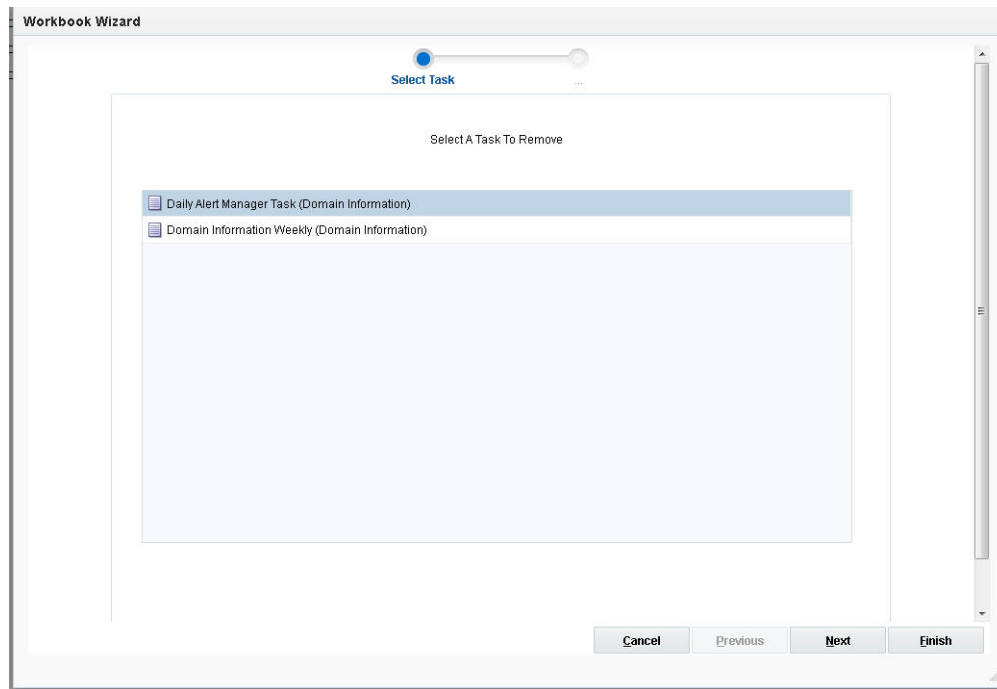 Workbook Wizard
Select Task
...
Select A Task To Remove
Daily Alert Manager Task (Domain Information)
Domain Information Weekly (Domain Information)
Cancel
Previous
Next
Finish